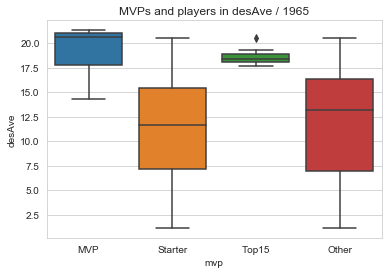 MVPs and players in desAve / 1965
desAve
20.0
17.5
15.0
12.5
10.0
7.5
5.0
2.5
MVP Starter Top15 Other
mvp